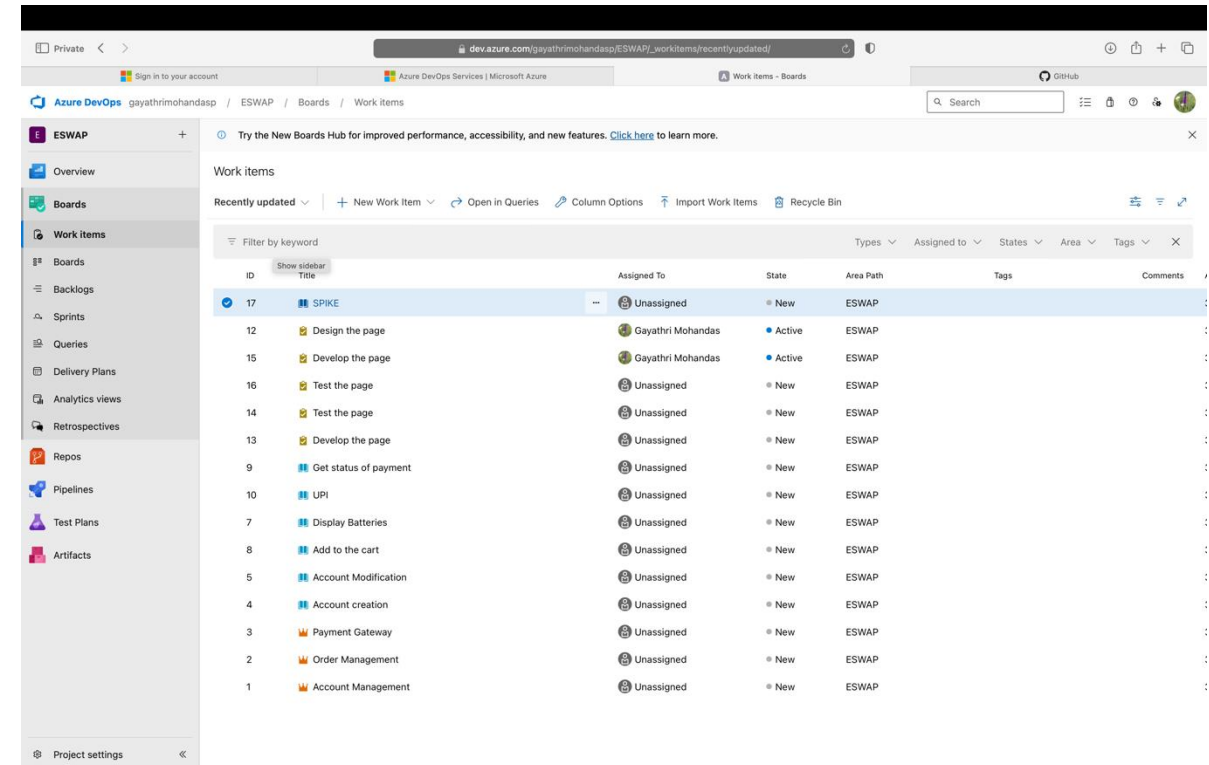 Private
dev.azure.com/gayathrimohandasp/ESWAP/_workitems/recentlyupdated/
Sign in to your account
Azure DevOps Services | Microsoft Azure
A Work items - Boards
GitHub
Azure DevOps gayathrimohandasp / ESWAP / Boards / Work items
Search
E ESWAP +
Try the New Boards Hub for improved performance, accessibility, and new features. Click here to learn more.
Overview
Boards
Work items
Boards
Backlogs
Sprints
Queries
Delivery Plans
Analytics views
Retrospectives
Repos
Pipelines
Test Plans
Artifacts
Project settings
Work items
Recently updated New Work Item Open in Queries Column Options Import Work Items Recycle Bin
Filter by keyword Types Assigned to States Area Tags
Show sidebar
ID Title Assigned To State Area Path Tags Comments
17 SPIKE ... Unassigned New ESWAP
12 Design the page Gayathri Mohandas Active ESWAP
15 Develop the page Gayathri Mohandas Active ESWAP
16 Test the page Unassigned New ESWAP
14 Test the page Unassigned New ESWAP
13 Develop the page Unassigned New ESWAP
9 Get status of payment Unassigned New ESWAP
10 UPI Unassigned New ESWAP
7 Display Batteries Unassigned New ESWAP
8 Add to the cart Unassigned New ESWAP
5 Account Modification Unassigned New ESWAP
4 Account creation Unassigned New ESWAP
3 Payment Gateway Unassigned New ESWAP
2 Order Management Unassigned New ESWAP
1 Account Management Unassigned New ESWAP